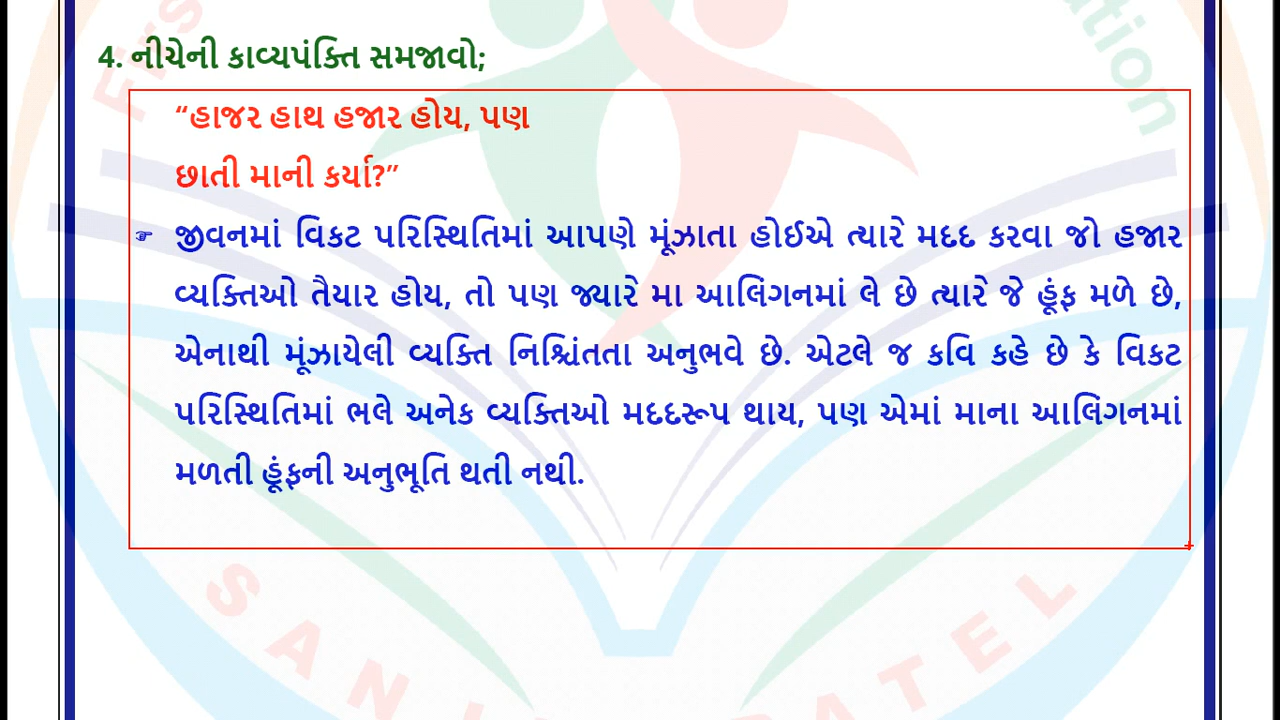 4. નીચેની કાવ્યપંક્તિ સમજાવો;
“હાજર હાથ હજાર હોય, પણ
છાતી માની કર્યાં?”
☞ જીવનમાં વિકટ પરિસ્થિતિમાં આપણે મૂંઝાતા હોઈએ ત્યારે મદદ કરવા જો હજાર
વ્યક્તિઓ તૈયાર હોય, તો પણ જ્યારે મા આલિંગનમાં લે છે ત્યારે જે હૂંફ મળે છે,
એનાથી મૂંઝાયેલી વ્યક્તિ નિશ્ચિંતતા અનુભવે છે. એટલે જ કવિ કહે છે કે વિકટ
પરિસ્થિતિમાં ભલે અનેક વ્યક્તિઓ મદદરૂપ થાય, પણ એમાં માના આલિંગનમાં
મળતી હૂંફની અનુભૂતિ થતી નથી.